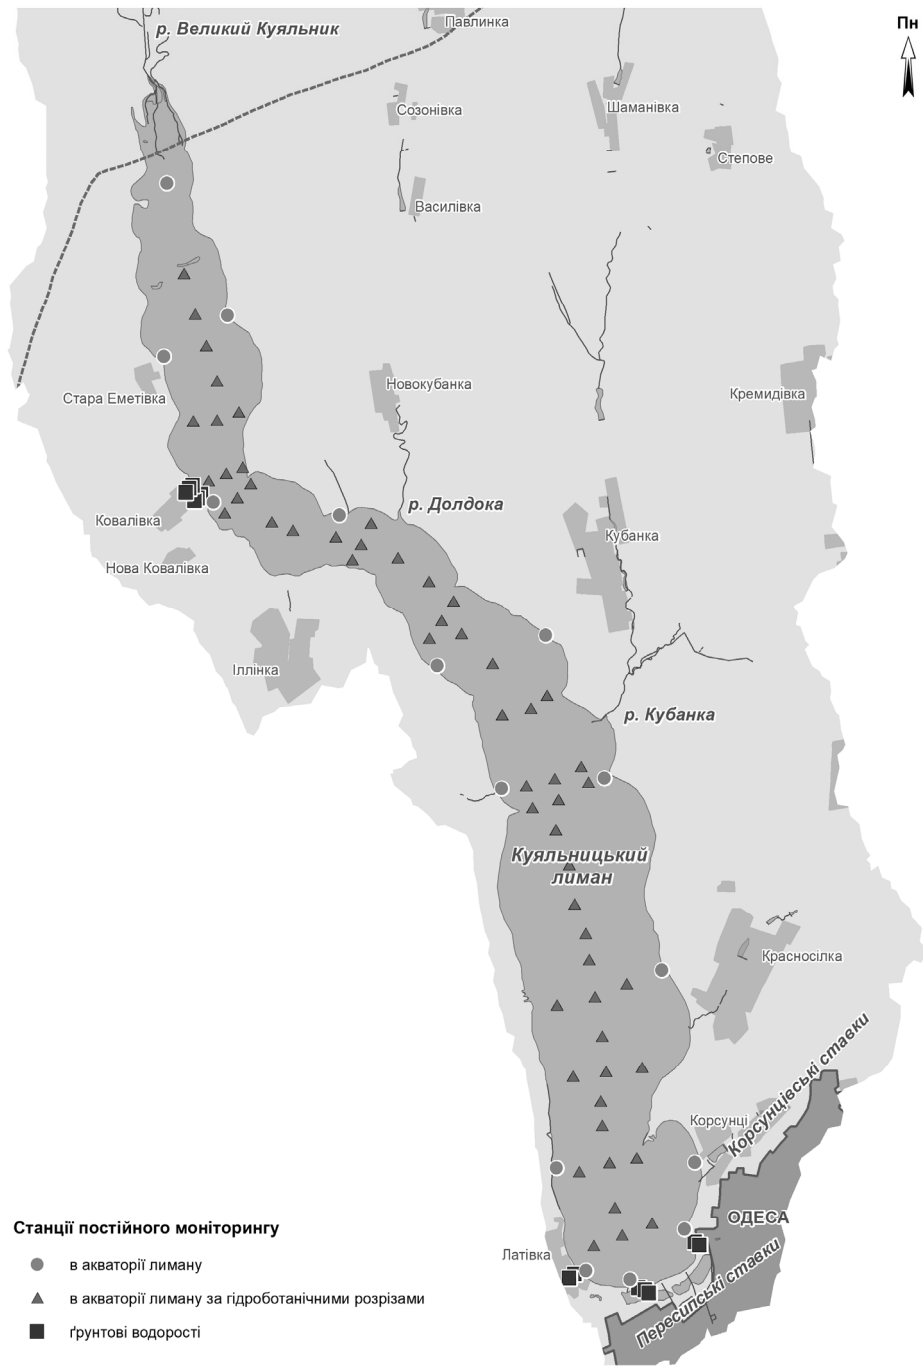 Павлинка
Пн
р. Великий Куяльник
Созонівка
Шаманівка
Степове
Василівка
Новокубанка
Стара Еметівка
Кремидівка
р. Долдока
Ковалівка
Кубанка
Нова Ковалівка
Іллінка
р. Кубанка
Куяльницький
лиман
Красносілка
Корсунцівські ставки
Корсунці
ОДЕСА
Латівка
Пересипські ставки
Станції постійного моніторингу
в акваторії лиману
в акваторії лиману за гідроботанічними розрізами
ґрунтові водорості